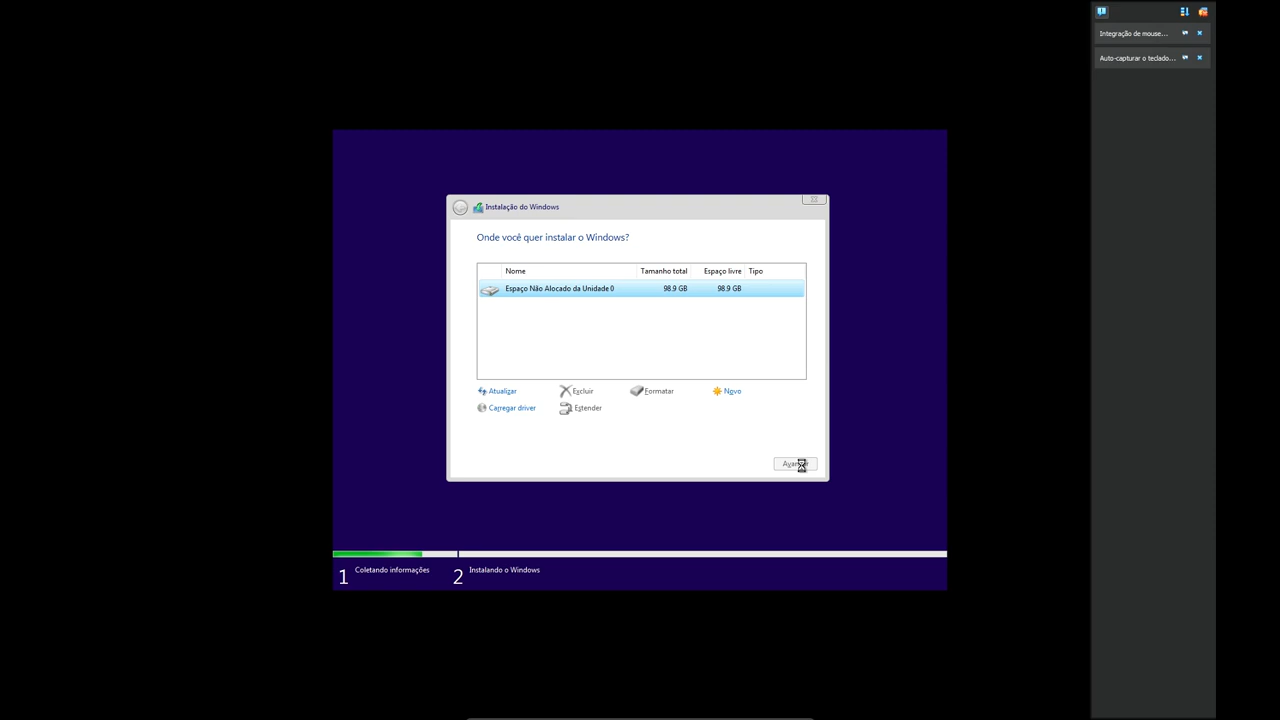 Integração de mouse...
Auto-capturar o teclado...
Instalação do Windows
Onde você quer instalar o Windows?
Nome Tamanho total Espaço livre Tipo
Espaço Não Alocado da Unidade 0 98.9 GB 98.9 GB
Atualizar Excluir Formatar Novo
Carregar driver Estender
1 Coletando informações 2 Instalando o Windows